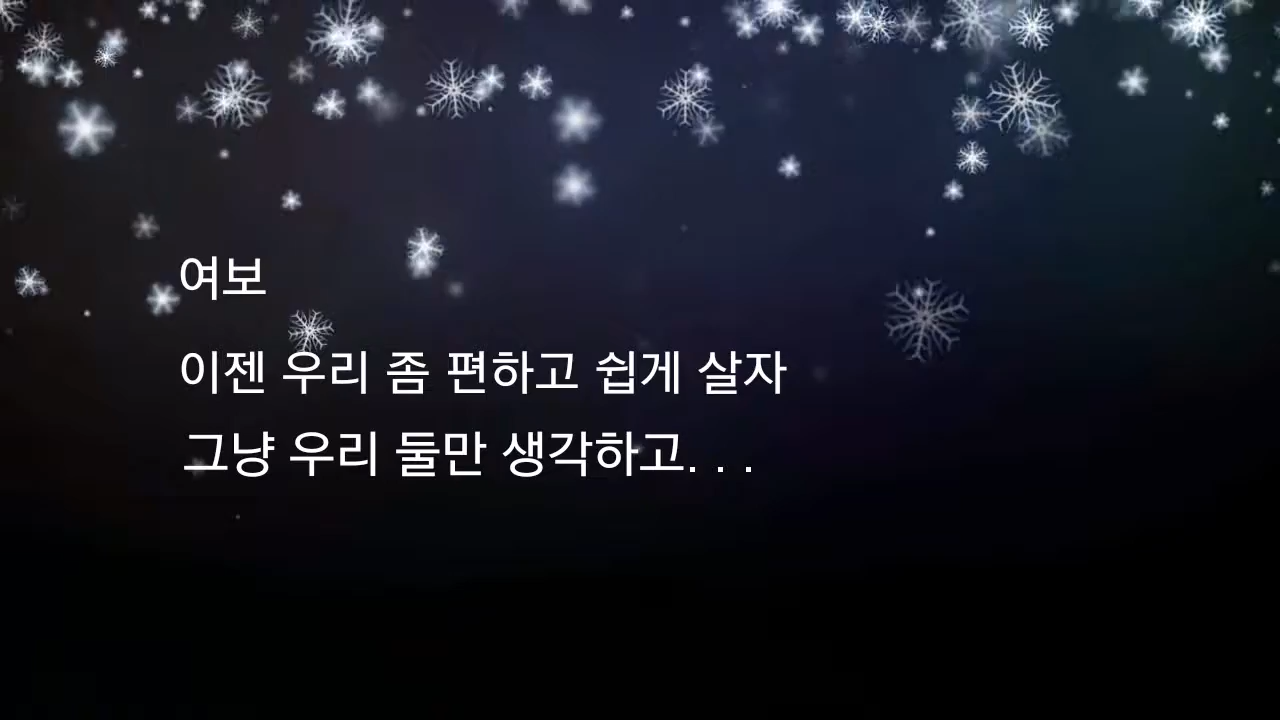 여보
이젠 우리 좀 편하고 쉽게 살자
그냥 우리 둘만 생각하고. . .